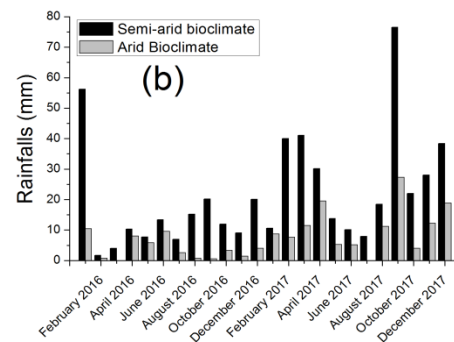 80
70
60
50
40
30
20
10
0
Rainfalls (mm)
Semi-arid bioclimate
Arid Bioclimate
(b)
February 2016
April 2016
June 2016
August 2016
October 2016
December 2016
February 2017
April 2017
June 2017
August 2017
October 2017
December 2017